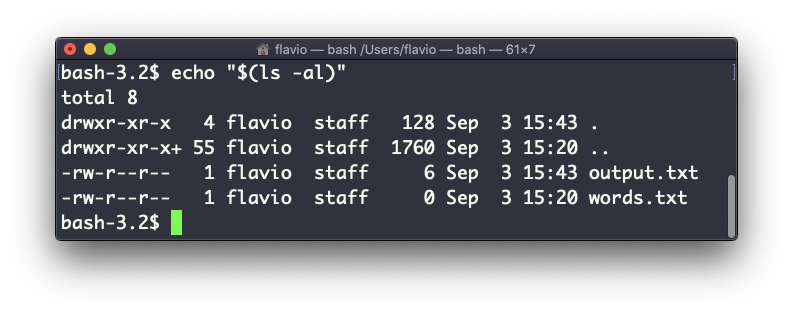 flavio — bash /Users/flavio — bash — 61×7
bash-3.2$ echo "$(ls -al)"
total 8
drwxr-xr-x   4 flavio  staff   128 Sep  3 15:43 .
drwxr-xr-x+ 55 flavio  staff  1760 Sep  3 15:20 ..
-rw-r--r--   1 flavio  staff     6 Sep  3 15:43 output.txt
-rw-r--r--   1 flavio  staff     0 Sep  3 15:20 words.txt
bash-3.2$